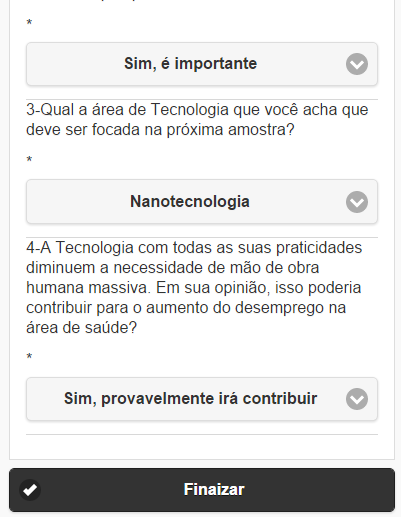 *
Sim, é importante
3-Qual a área de Tecnologia que você acha que
deve ser focada na próxima amostra?
*
Nanotecnologia
4-A Tecnologia com todas as suas praticidades
diminuem a necessidade de mão de obra
humana massiva. Em sua opinião, isso poderia
contribuir para o aumento do desemprego na
área de saúde?
*
Sim, provavelmente irá contribuir
Finaizar